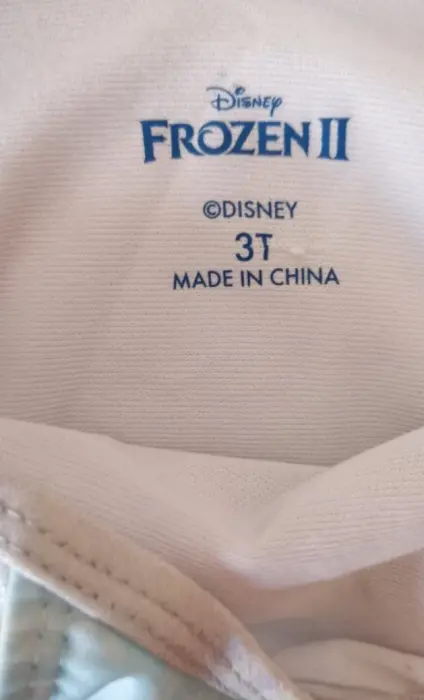 Disney
FROZEN II
©DISNEY
3T
MADE IN CHINA